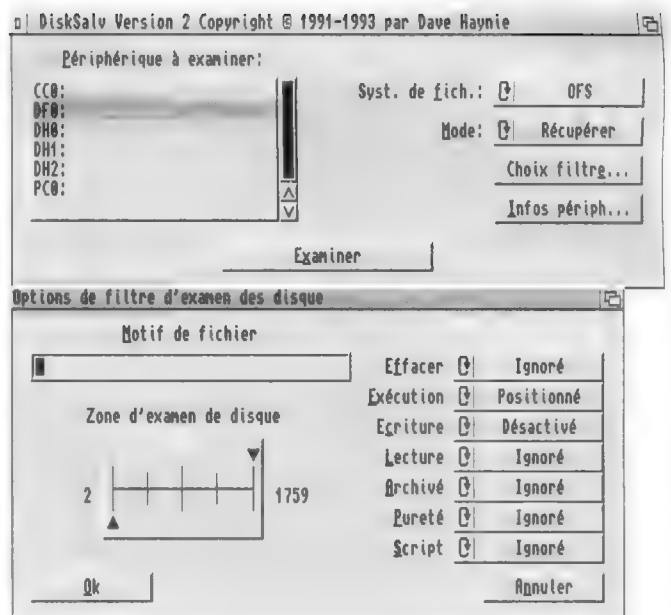 DiskSalv Version 2 Copyright © 1991-1993 par Dave Haynie
Périphérique à examiner:
CC0:
DF0:
DH0:
DH1:
DH2:
PC0:
Syst. de fich.: OFS
Mode: Récupérer
Choix filtre...
Infos périph...
Examiner
Options de filtre d'examen des disque
Motif de fichier
Zone d'examen de disque
2 1759
Effacer Ignoré
Exécution Positionné
Ecriture Désactivé
Lecture Ignoré
Archivé Ignoré
Pureté Ignoré
Script Ignoré
Ok
Annuler